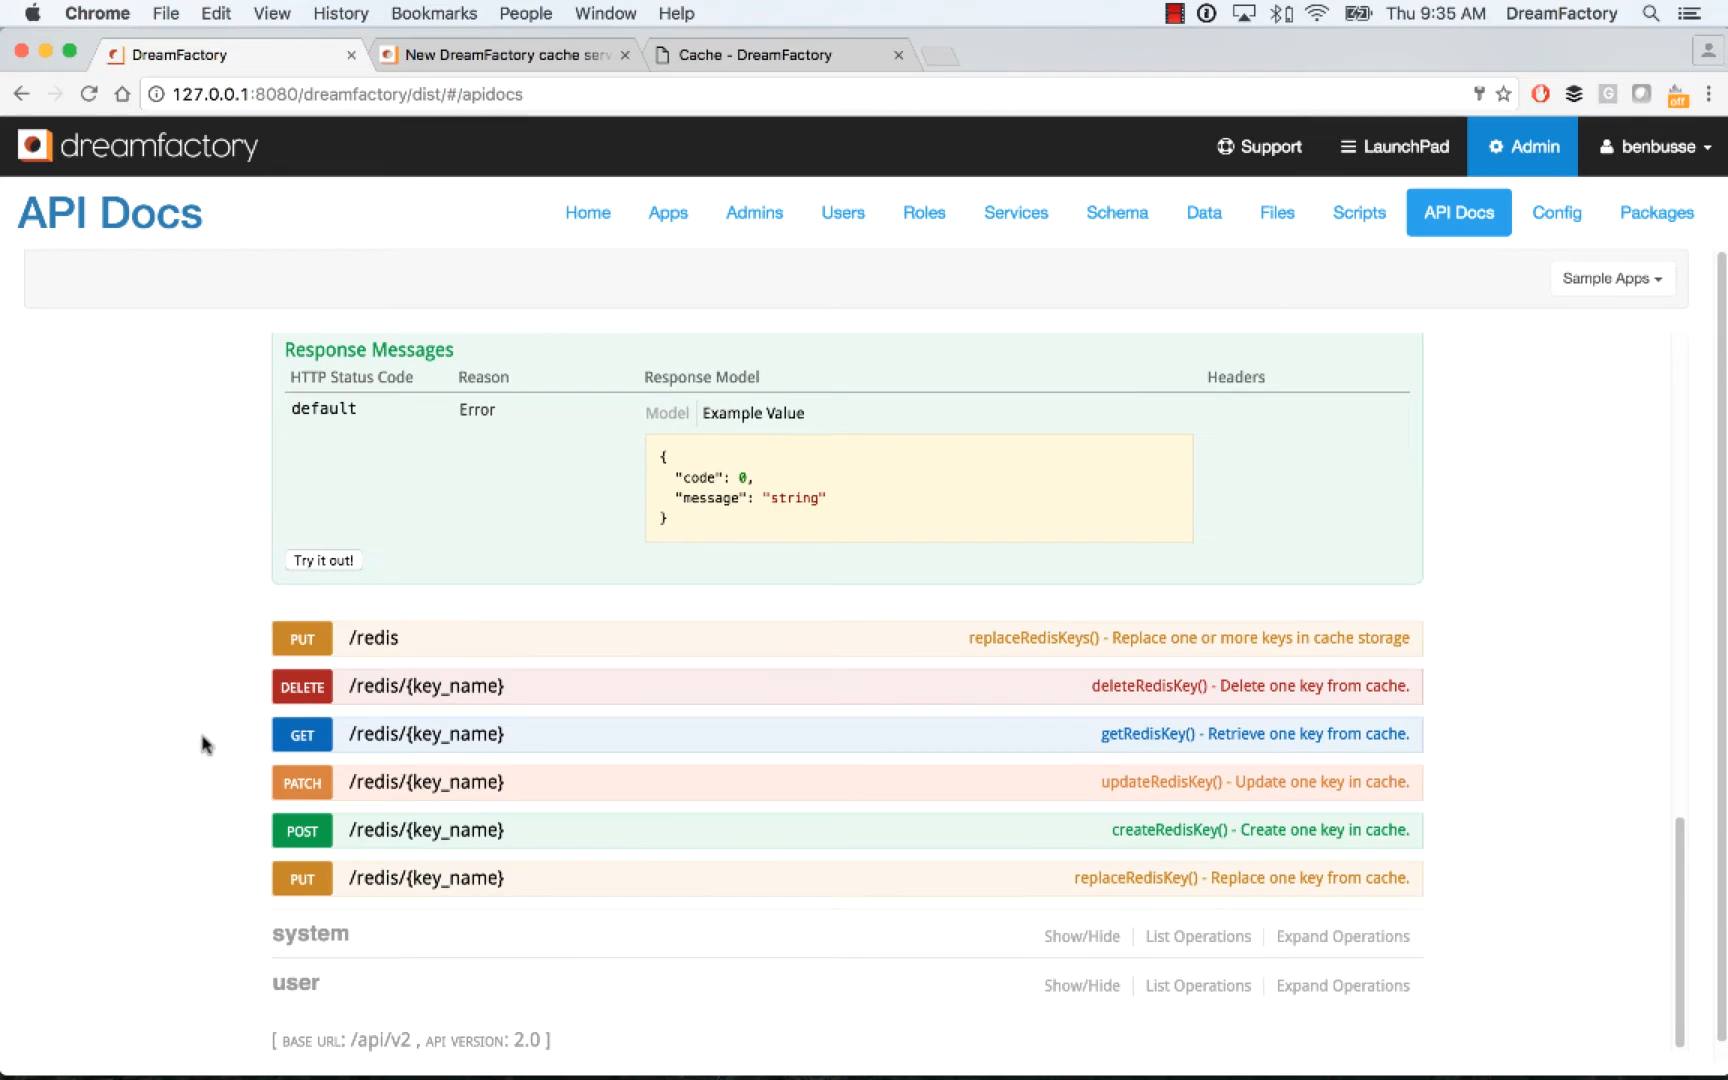 Chrome File Edit View History Bookmarks People Window Help Thu 9:35 AM DreamFactory
DreamFactory New DreamFactory cache serv Cache - DreamFactory
127.0.0.1:8080/dreamfactory/dist/#/apidocs off
dreamfactory Support LaunchPad Admin benbusse
API Docs Home Apps Admins Users Roles Services Schema Data Files Scripts API Docs Config Packages
Sample Apps
Response Messages
HTTP Status Code Reason Response Model Headers
default Error Model Example Value
{
"code": 0,
"message": "string"
}
Try it out!
PUT /redis replaceRedisKeys() - Replace one or more keys in cache storage
DELETE /redis/{key_name} deleteRedisKey() - Delete one key from cache.
GET /redis/{key_name} getRedisKey() - Retrieve one key from cache.
PATCH /redis/{key_name} updateRedisKey() - Update one key in cache.
POST /redis/{key_name} createRedisKey() - Create one key in cache.
PUT /redis/{key_name} replaceRedisKey() - Replace one key from cache.
system Show/Hide List Operations Expand Operations
user Show/Hide List Operations Expand Operations
[ BASE URL: /api/v2 , API VERSION: 2.0 ]